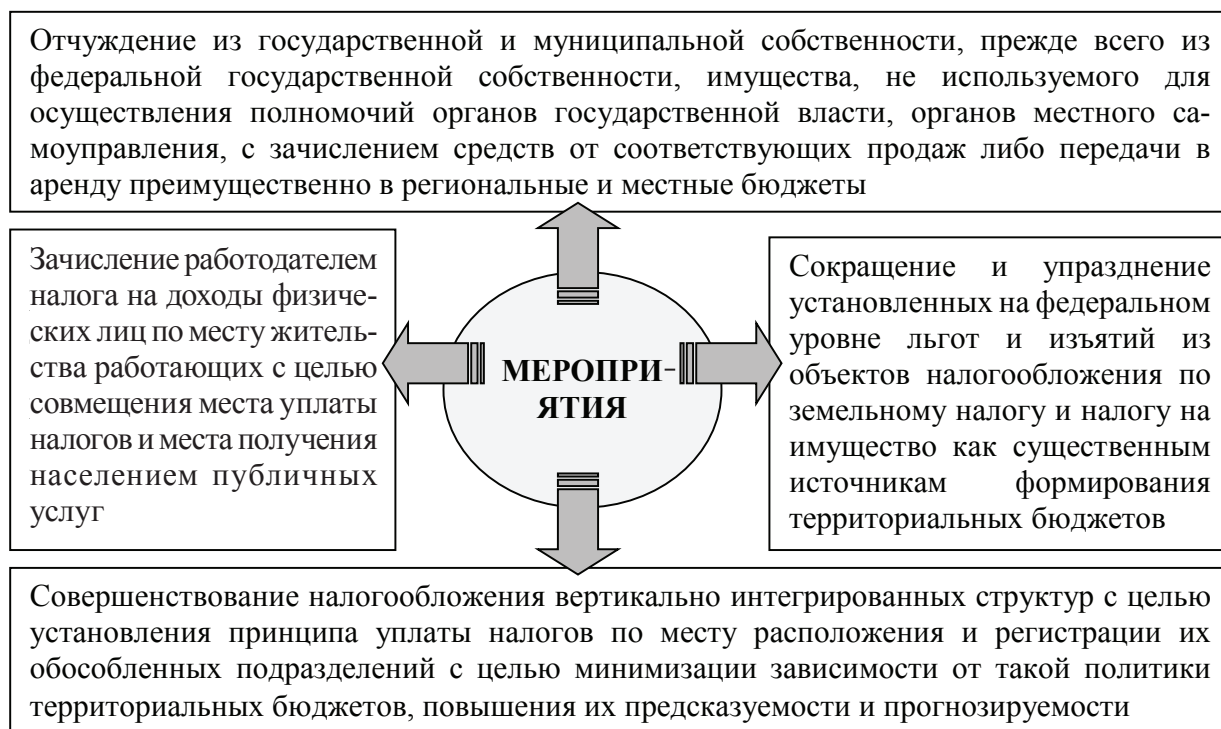 Отчуждение из государственной и муниципальной собственности, прежде всего из
федеральной государственной собственности, имущества, не используемого для
осуществления полномочий органов государственной власти, органов местного са-
моуправления, с зачислением средств от соответствующих продаж либо передачи в
аренду преимущественно в региональные и местные бюджеты
Зачисление работодателем
налога на доходы физиче-
ских лиц по месту житель-
ства работающих с целью
совмещения места уплаты
налогов и места получения
населением публичных
услуг
МЕРОПРИ-
ЯТИЯ
Сокращение и упразднение
установленных на федеральном
уровне льгот и изъятий из
объектов налогообложения по
земельному налогу и налогу на
имущество как существенным
источникам формирования
территориальных бюджетов
Совершенствование налогообложения вертикально интегрированных структур с целью
установления принципа уплаты налогов по месту расположения и регистрации их
обособленных подразделений с целью минимизации зависимости от такой политики
территориальных бюджетов, повышения их предсказуемости и прогнозируемости